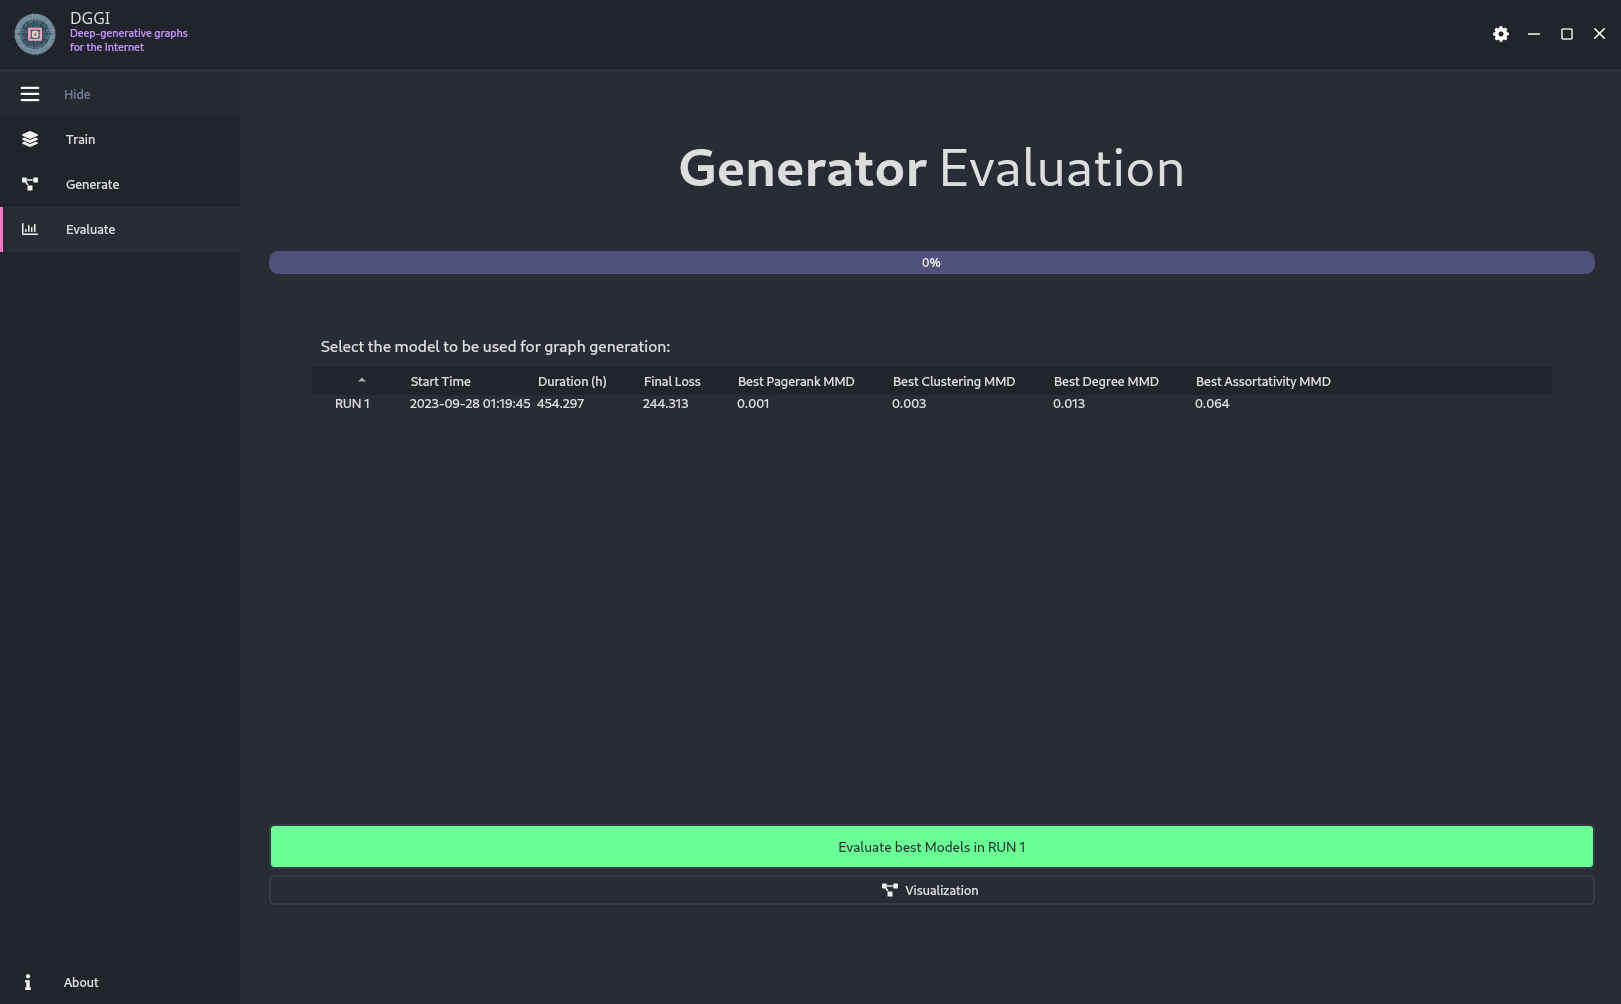 DGGI
Deep-generative graphs
for the Internet
Hide
Train
Generate
Evaluate
Generator Evaluation
0%
Select the model to be used for graph generation:
Start Time Duration (h) Final Loss Best Pagerank MMD Best Clustering MMD Best Degree MMD Best Assortativity MMD
RUN 1 2023-09-28 01:19:45 454.297 244.313 0.001 0.003 0.013 0.064
Evaluate best Models in RUN 1
Visualization
About